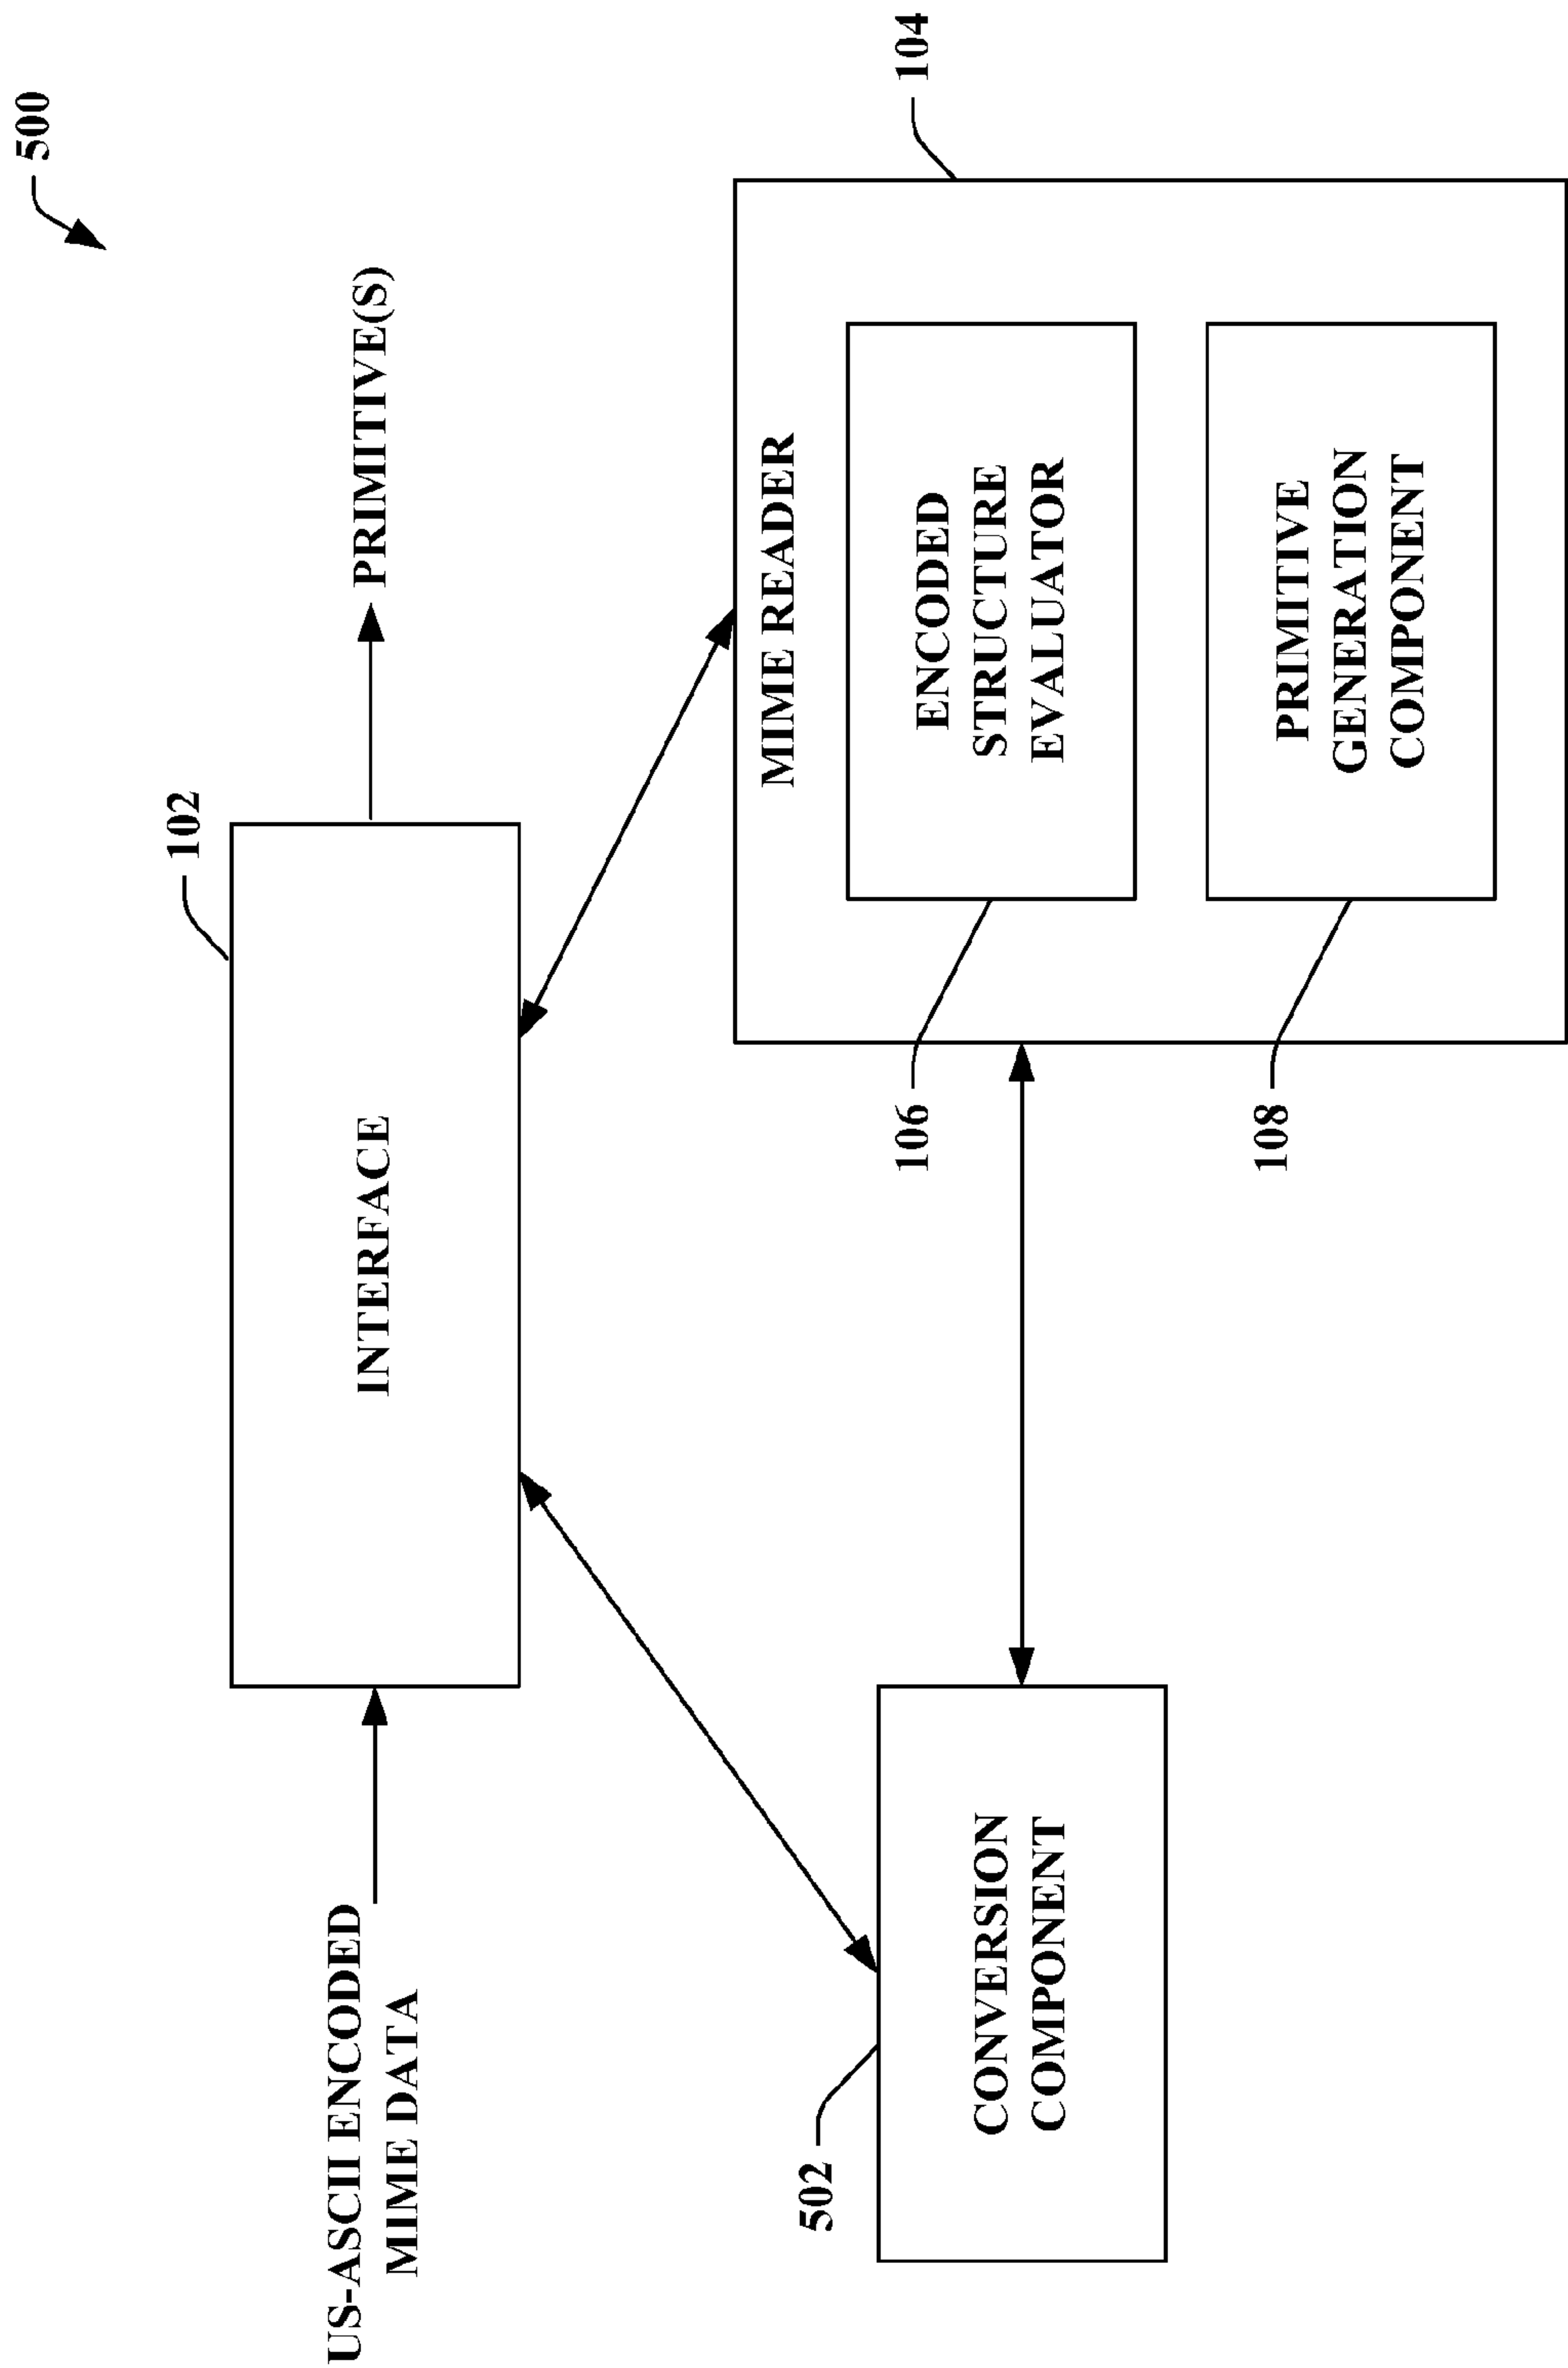 500
US-ASCII ENCODED
MIME DATA
102
INTERFACE
PRIMITIVE(S)
502
CONVERSION
COMPONENT
104
MIME READER
106
ENCODED
STRUCTURE
EVALUATOR
108
PRIMITIVE
GENERATION
COMPONENT